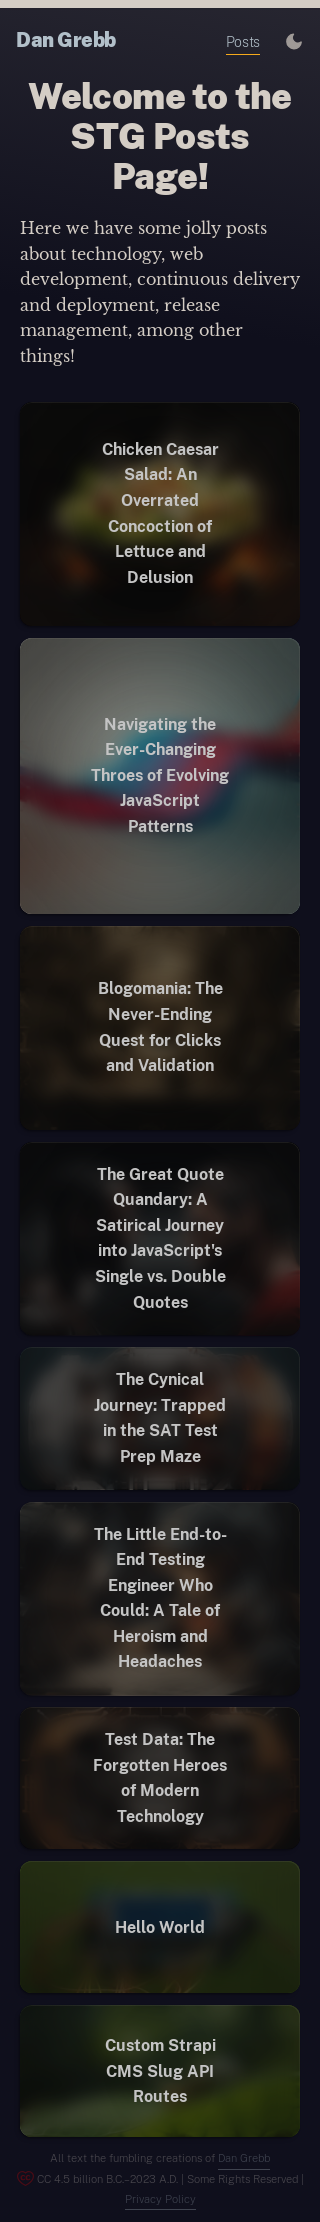 Dan Grebb
Posts
Welcome to the
STG Posts
Page!
Here we have some jolly posts
about technology, web
development, continuous delivery
and deployment, release
management, among other
things!
Chicken Caesar
Salad: An
Overrated
Concoction of
Lettuce and
Delusion
Navigating the
Ever-Changing
Throes of Evolving
JavaScript
Patterns
Blogomania: The
Never-Ending
Quest for Clicks
and Validation
The Great Quote
Quandary: A
Satirical Journey
into JavaScript's
Single vs. Double
Quotes
The Cynical
Journey: Trapped
in the SAT Test
Prep Maze
The Little End-to-
End Testing
Engineer Who
Could: A Tale of
Heroism and
Headaches
Test Data: The
Forgotten Heroes
of Modern
Technology
Hello World
Custom Strapi
CMS Slug API
Routes
All text the fumbling creations of Dan Grebb
CC 4.5 billion B.C.–2023 A.D. | Some Rights Reserved |
Privacy Policy